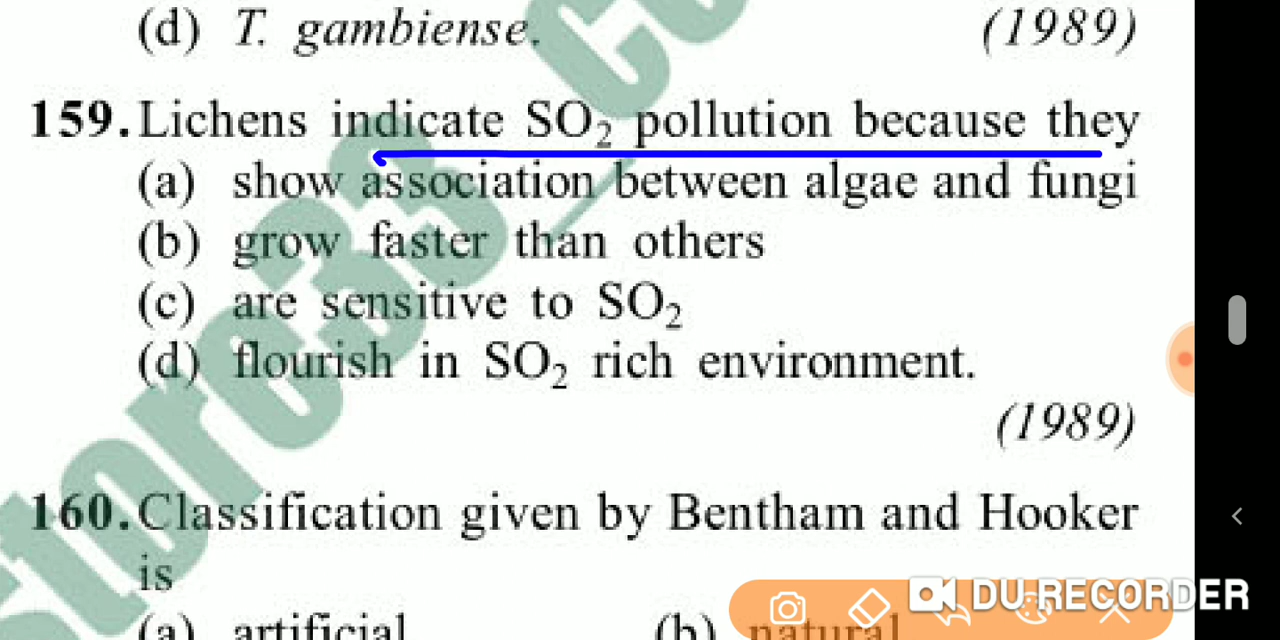 (d) T. gambiense.
(1989)
159. Lichens indicate SO₂ pollution because they
(a) show association between algae and fungi
(b) grow faster than others
(c) are sensitive to SO₂
(d) flourish in SO₂ rich environment.
(1989)
160. Classification given by Bentham and Hooker
is
(a) artificial (b) natural
DU RECORDER